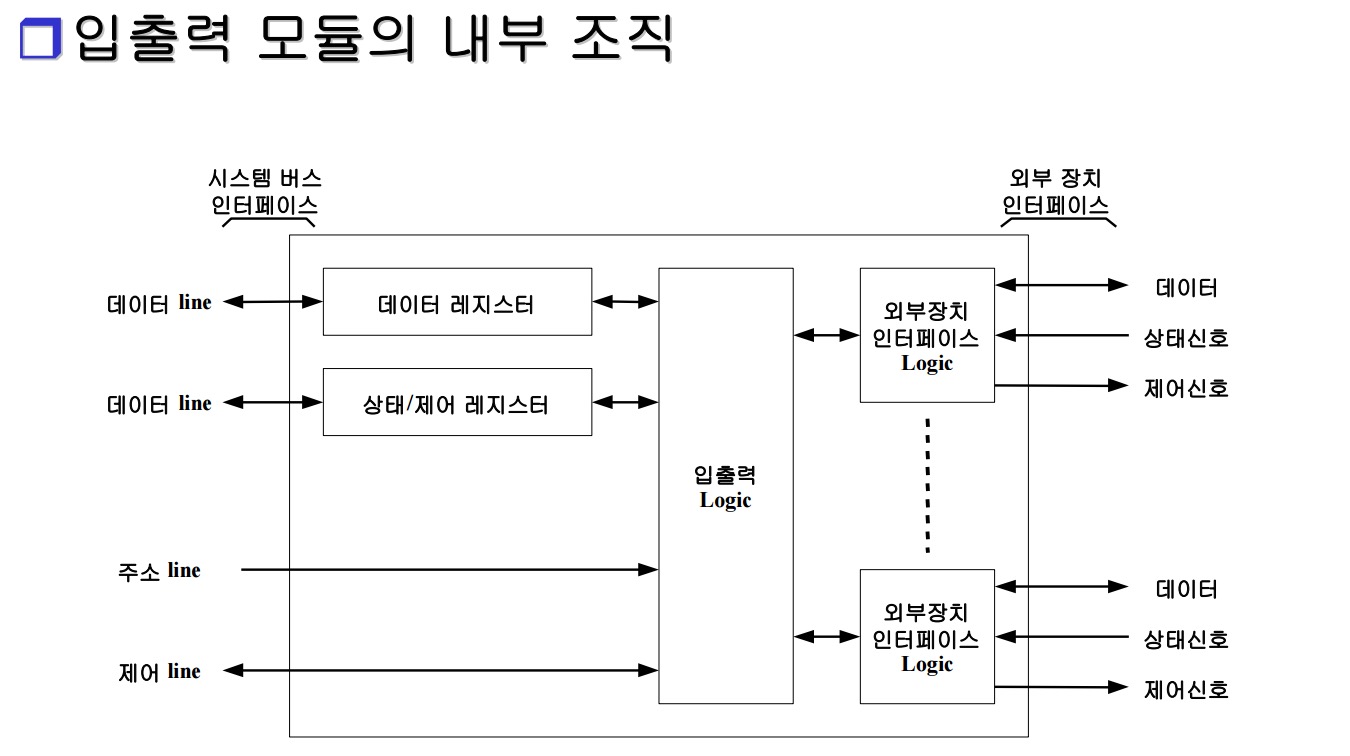 입출력 모듈의 내부 조직
시스템 버스
인터페이스
외부 장치
인터페이스
데이터 line
데이터 레지스터
데이터 line
상태/제어 레지스터
주소 line
제어 line
입출력
Logic
외부장치
인터페이스
Logic
데이터
상태신호
제어신호
외부장치
인터페이스
Logic
데이터
상태신호
제어신호